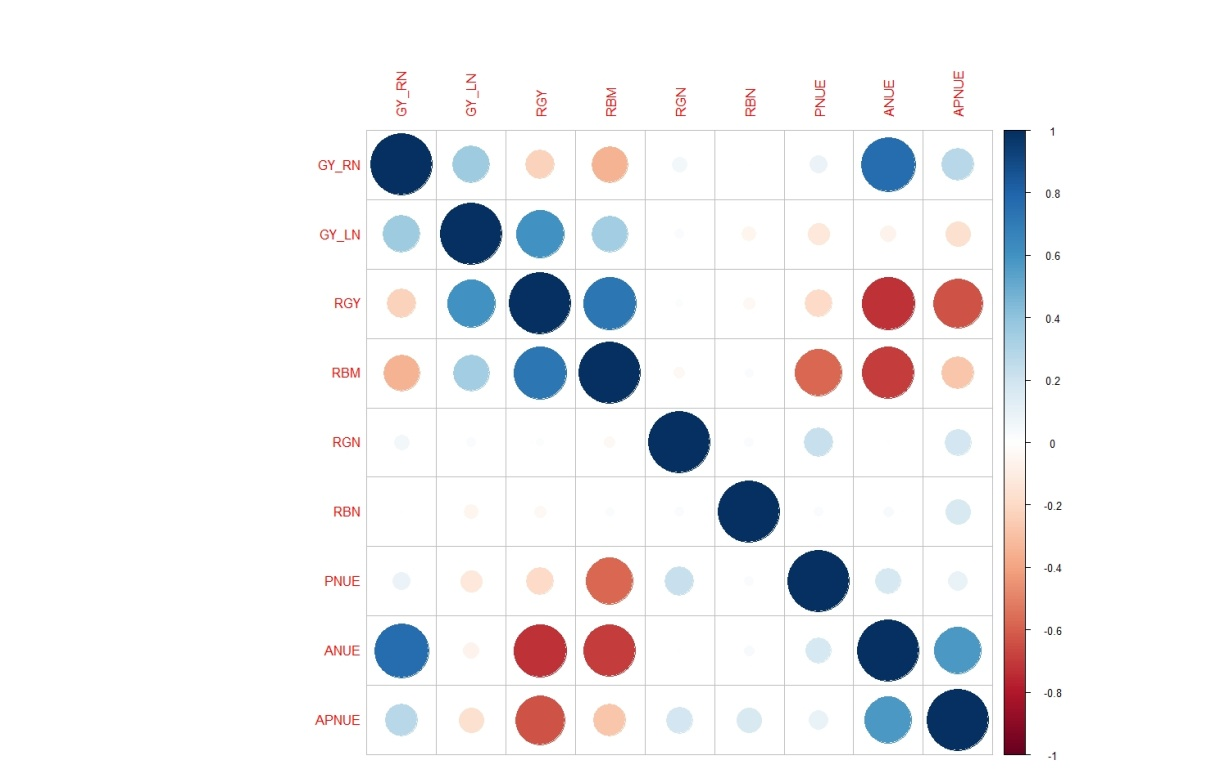 GY_RN GY_LN RGY RBM RGN RBN PNUE ANUE APNUE
GY_RN
GY_LN
RGY
RBM
RGN
RBN
PNUE
ANUE
APNUE
1
0.8
0.6
0.4
0.2
0
-0.2
-0.4
-0.6
-0.8
-1